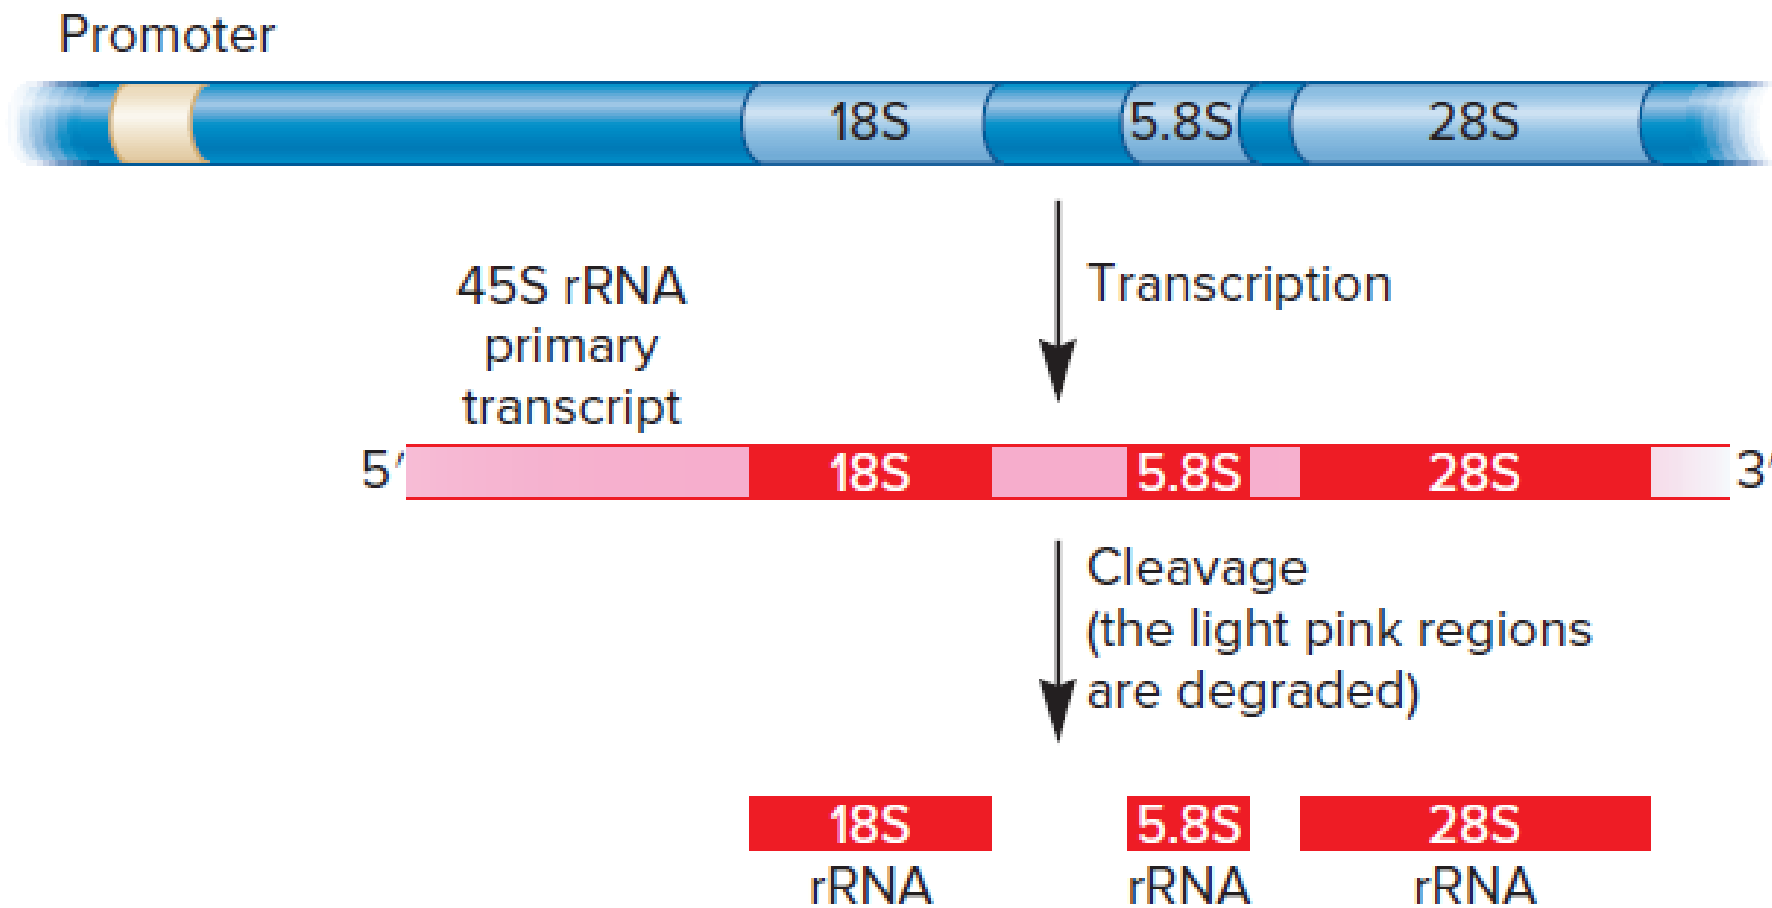 Promoter
18S 5.8S 28S
45S rRNA
primary
transcript
Transcription
5′ 18S 5.8S 28S 3′
Cleavage
(the light pink regions
are degraded)
18S 5.8S 28S
rRNA rRNA rRNA